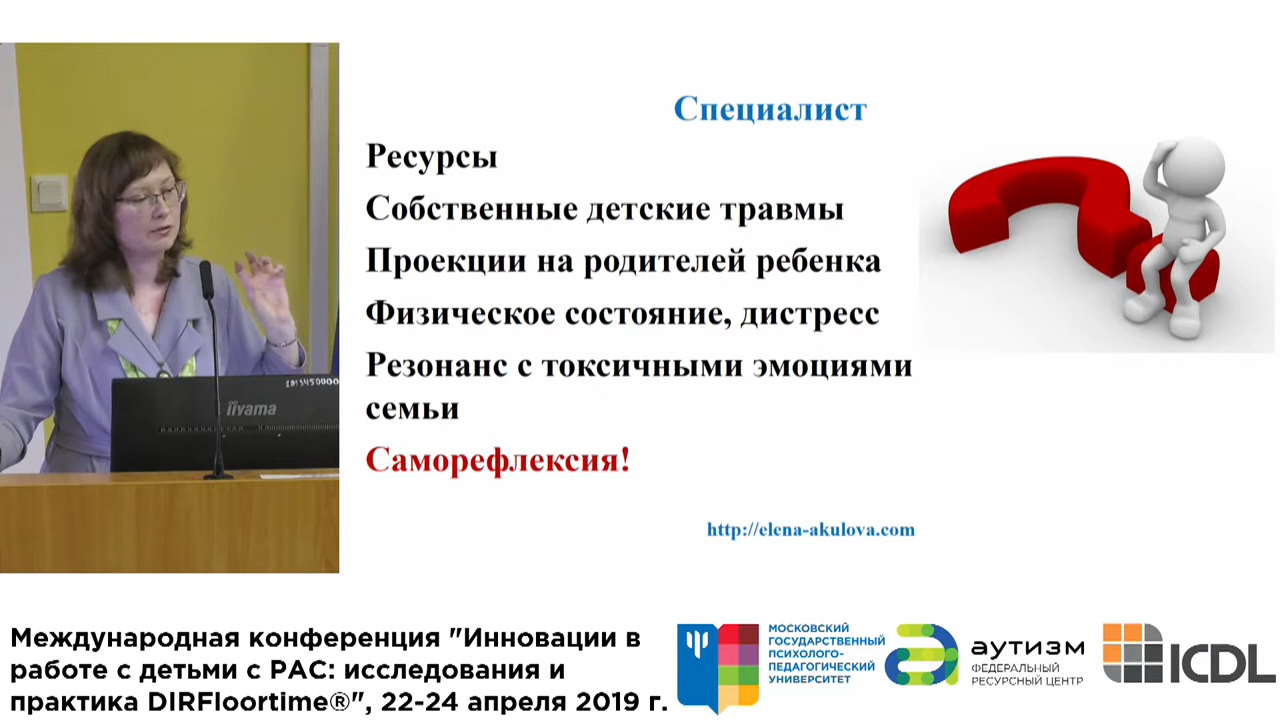 Специалист
Ресурсы
Собственные детские травмы
Проекции на родителей ребенка
Физическое состояние, дистресс
Резонанс с токсичными эмоциями
семьи
Саморефлексия!
http://elena-akulova.com
iiyama
Международная конференция "Инновации в
работе с детьми с РАС: исследования и
практика DIRFloortime®", 22-24 апреля 2019 г.
МОСКОВСКИЙ
ГОСУДАРСТВЕННЫЙ
ПСИХОЛОГО-
ПЕДАГОГИЧЕСКИЙ
УНИВЕРСИТЕТ
аутизм
ФЕДЕРАЛЬНЫЙ
РЕСУРСНЫЙ ЦЕНТР
ICDL